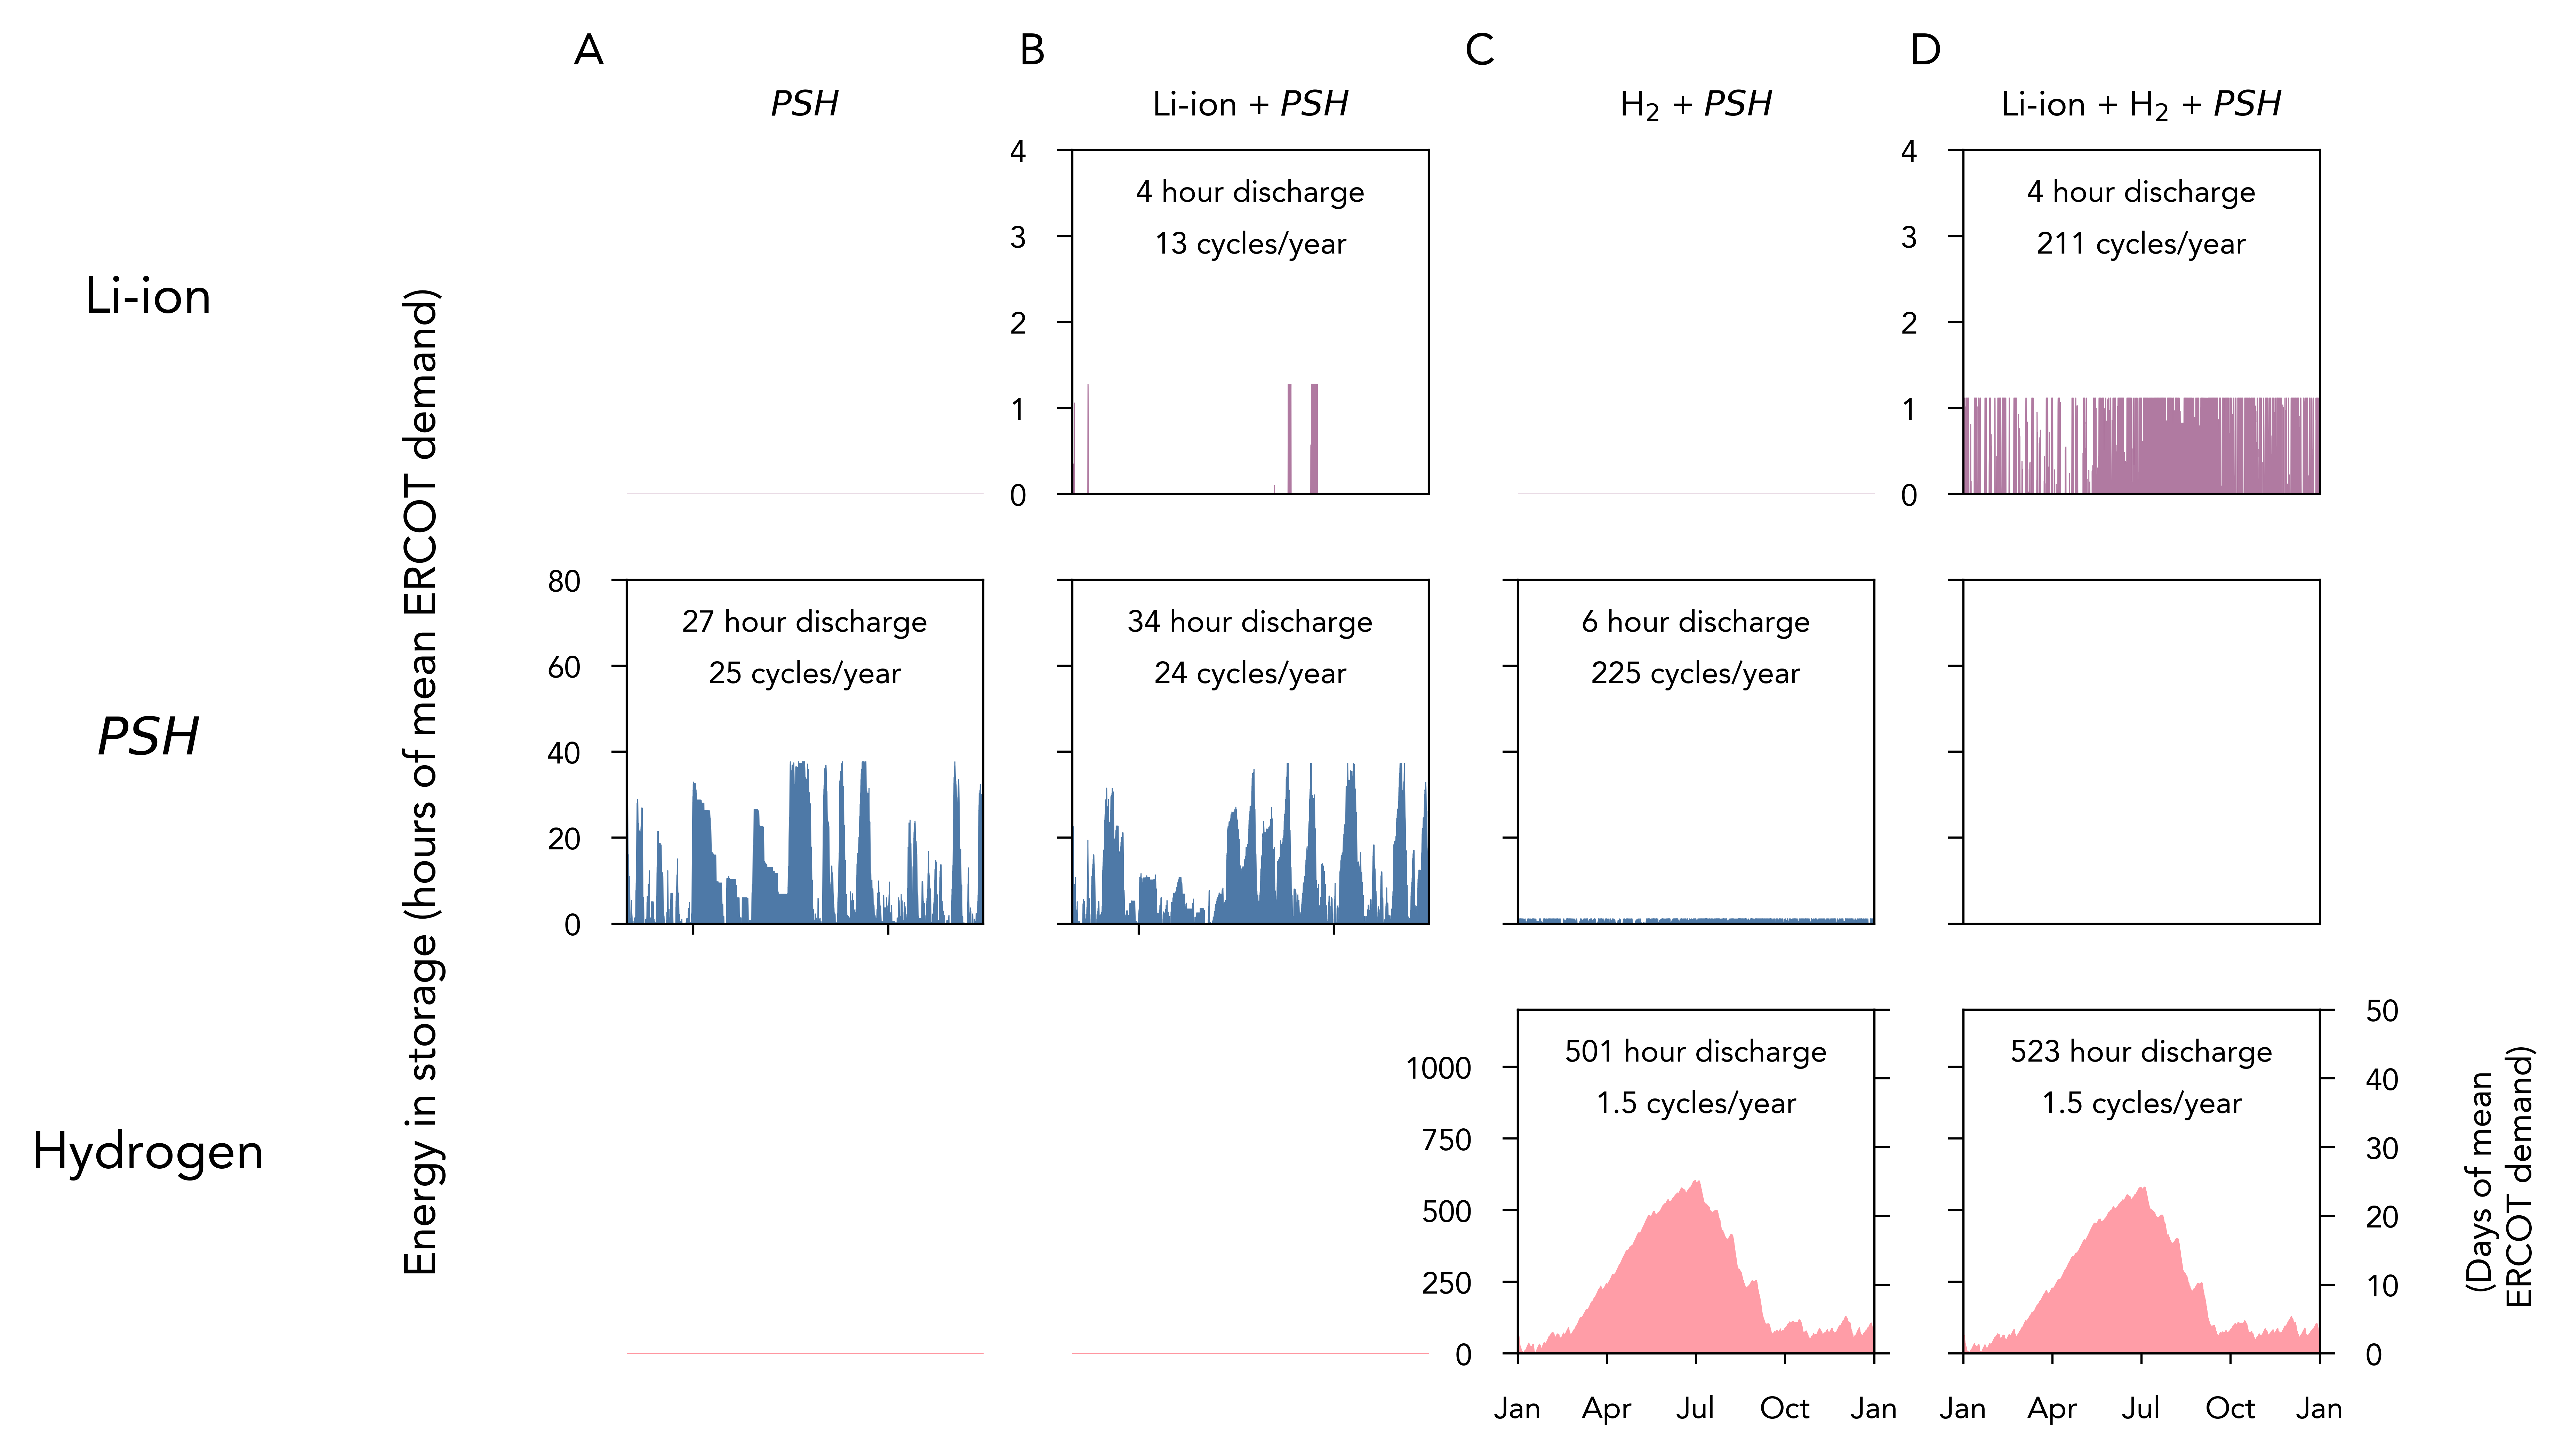 A
B
C
D
PSH
Li-ion + PSH
H₂ + PSH
Li-ion + H₂ + PSH
Li-ion
PSH
Hydrogen
Energy in storage (hours of mean ERCOT demand)
4
3
2
1
0
4 hour discharge
13 cycles/year
4
3
2
1
0
4 hour discharge
211 cycles/year
80
60
40
20
0
27 hour discharge
25 cycles/year
34 hour discharge
24 cycles/year
6 hour discharge
225 cycles/year
1000
750
500
250
0
501 hour discharge
1.5 cycles/year
523 hour discharge
1.5 cycles/year
50
40
30
20
10
0
(Days of mean
ERCOT demand)
Jan Apr Jul Oct Jan
Jan Apr Jul Oct Jan